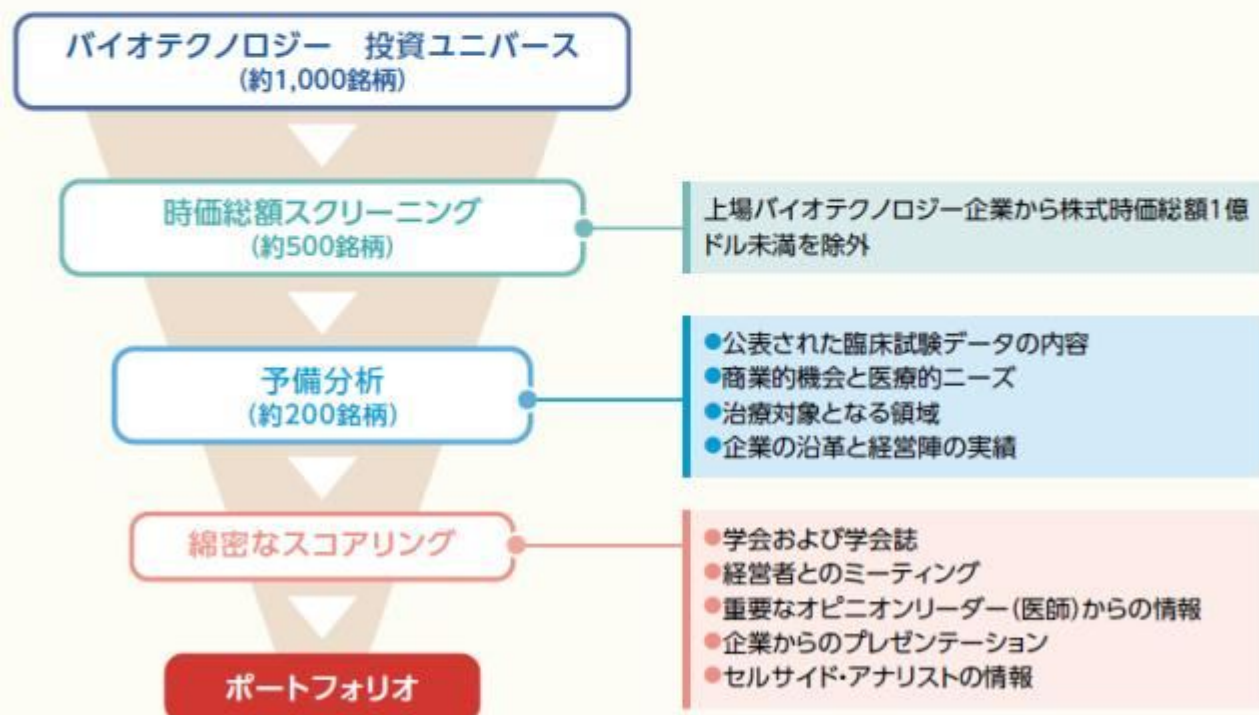 バイオテクノロジー　投資ユニバース
（約1,000銘柄）
時価総額スクリーニング
（約500銘柄）
上場バイオテクノロジー企業から株式時価総額1億
ドル未満を除外
予備分析
（約200銘柄）
●公表された臨床試験データの内容
●商業的機会と医療的ニーズ
●治療対象となる領域
●企業の沿革と経営陣の実績
綿密なスコアリング
●学会および学会誌
●経営者とのミーティング
●重要なオピニオンリーダー（医師）からの情報
●企業からのプレゼンテーション
●セルサイド・アナリストの情報
ポートフォリオ